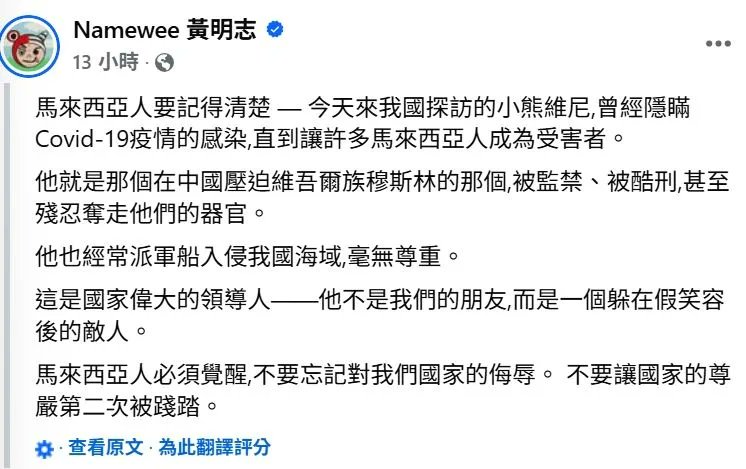 Namewee 黃明志
13 小時 ·
馬來西亞人要記得清楚 — 今天來我國探訪的小熊維尼,曾經隱瞞
Covid-19疫情的感染,直到讓許多馬來西亞人成為受害者。
他就是那個在中國壓迫維吾爾族穆斯林的那個,被監禁、被酷刑,甚至
殘忍奪走他們的器官。
他也經常派軍船入侵我國海域,毫無尊重。
這是國家偉大的領導人——他不是我們的朋友,而是一個躲在假笑容
後的敵人。
馬來西亞人必須覺醒,不要忘記對我們國家的侮辱。 不要讓國家的尊
嚴第二次被踐踏。
· 查看原文 · 為此翻譯評分